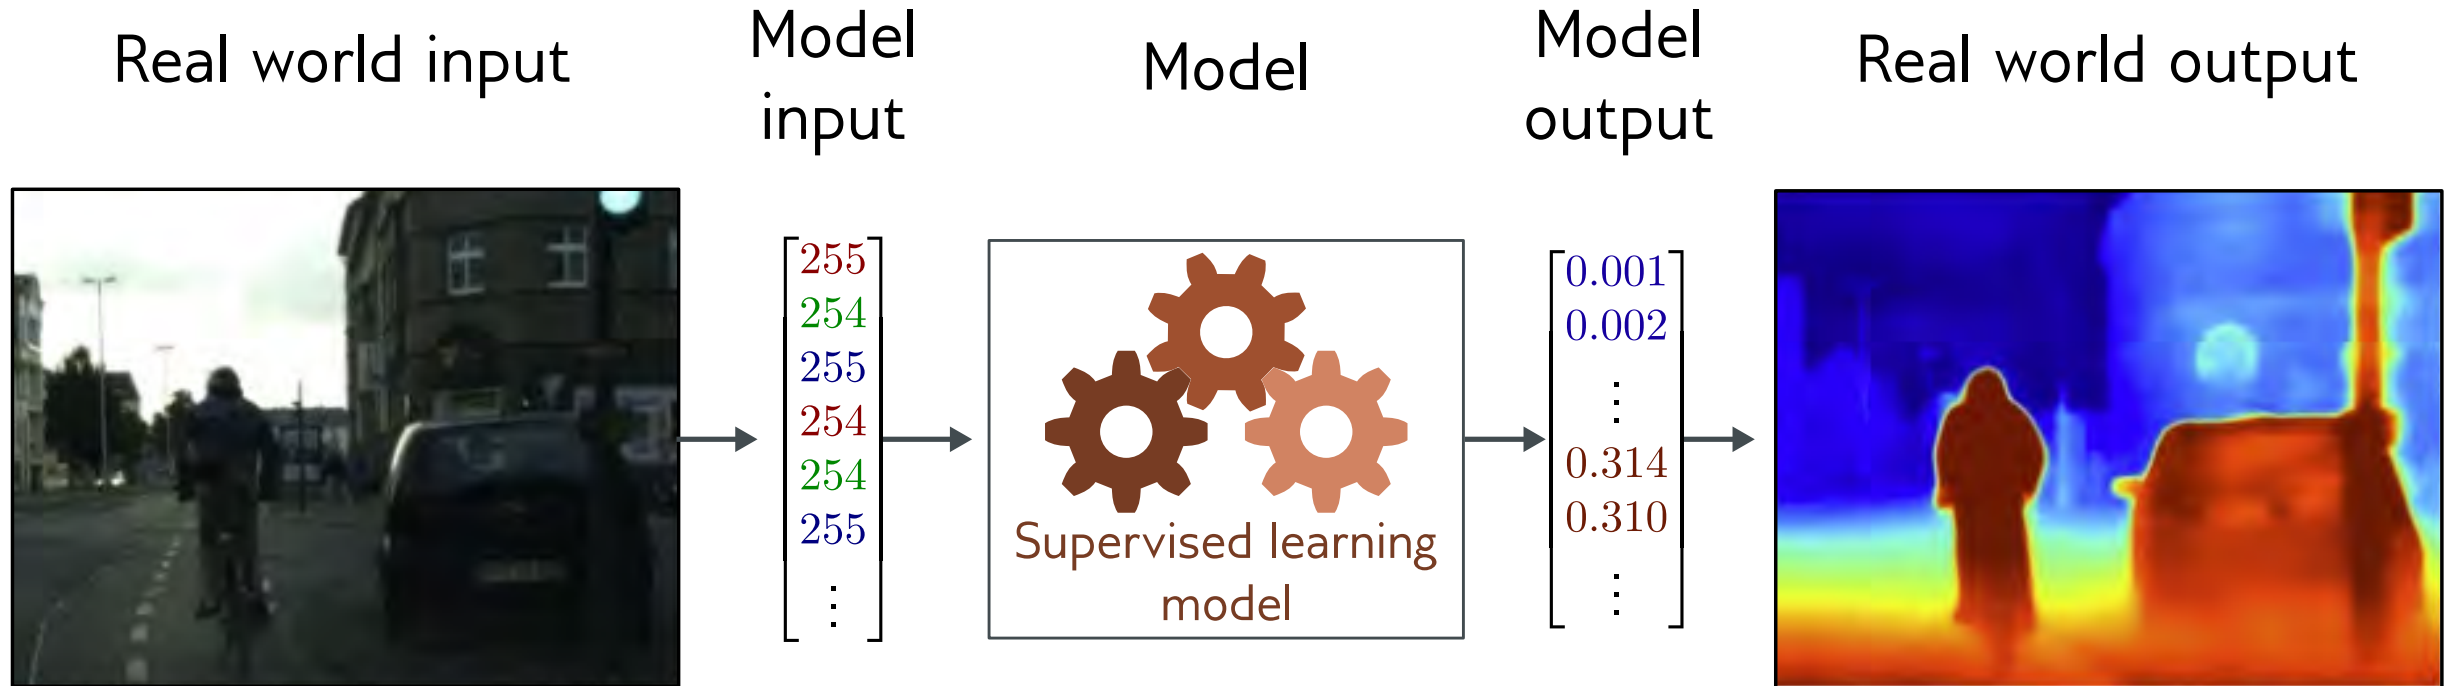 Real world input
Model
input
Model
Model
output
Real world output
255
254
255
254
254
255
⋮
Supervised learning
model
0.001
0.002
⋮
0.314
0.310
⋮